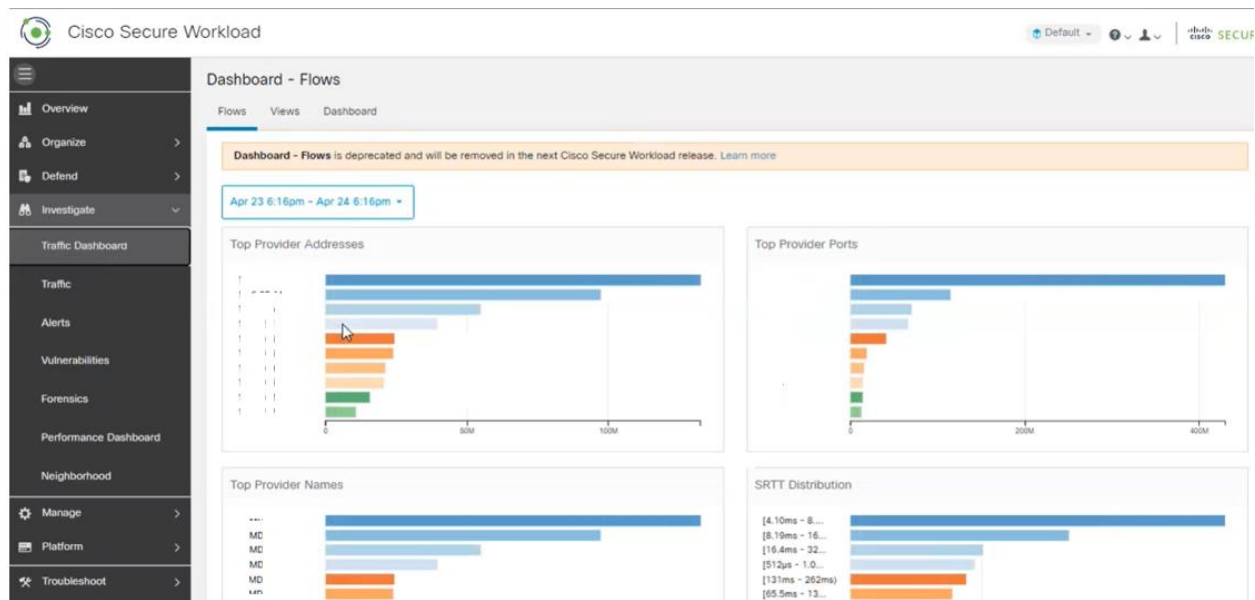 Cisco Secure Workload
Default
cisco SECUR
Dashboard - Flows
Overview
Flows Views Dashboard
Organize
Dashboard - Flows is deprecated and will be removed in the next Cisco Secure Workload release. Learn more
Defend
Investigate
Apr 23 6:16pm - Apr 24 6:16pm
Traffic Dashboard
Top Provider Addresses
Top Provider Ports
Traffic
Alerts
Vulnerabilities
Forensics
0 50M 100M
0 200M 400M
Performance Dashboard
Neighborhood
Top Provider Names
SRTT Distribution
Manage
MD
MD
MD
MD
[4.10ms - 8....
[8.19ms - 16...
[16.4ms - 32...
[512µs - 1.0...
[131ms - 262ms)
[65.5ms - 13...
Platform
Troubleshoot